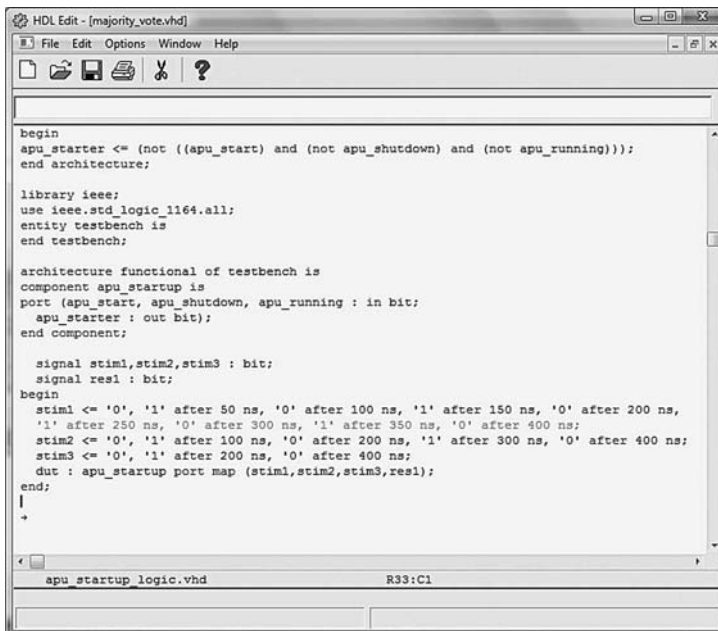 HDL Edit - [majority_vote.vhd]
File Edit Options Window Help
begin
apu_starter <= (not ((apu_start) and (not apu_shutdown) and (not apu_running)));
end architecture;
library ieee;
use ieee.std_logic_1164.all;
entity testbench is
end testbench;
architecture functional of testbench is
component apu_startup is
port (apu_start, apu_shutdown, apu_running : in bit;
apu_starter : out bit);
end component;
signal stim1,stim2,stim3 : bit;
signal res1 : bit;
begin
stim1 <= '0', '1' after 50 ns, '0' after 100 ns, '1' after 150 ns, '0' after 200 ns,
'1' after 250 ns, '0' after 300 ns, '1' after 350 ns, '0' after 400 ns;
stim2 <= '0', '1' after 100 ns, '0' after 200 ns, '1' after 300 ns, '0' after 400 ns;
stim3 <= '0', '1' after 200 ns, '0' after 400 ns;
dut : apu_startup port map (stim1,stim2,stim3,res1);
end;
apu_startup_logic.vhd R33:C1